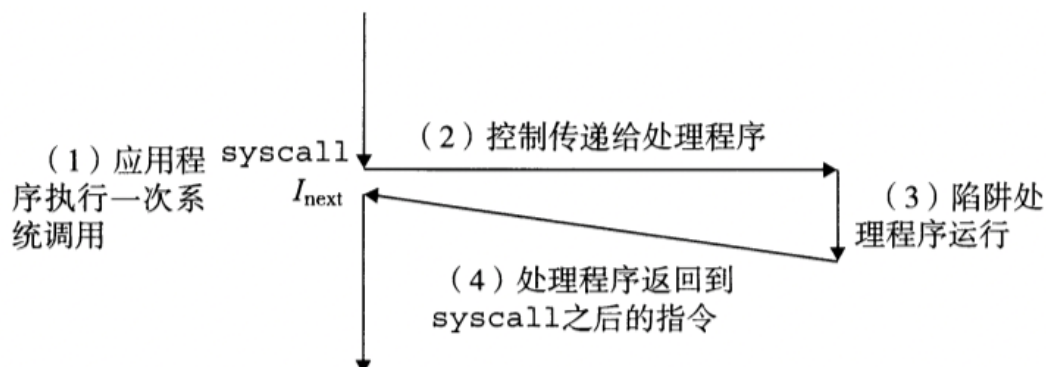 （2）控制传递给处理程序
（1）应用程
序执行一次系
统调用
syscall
Inext
（3）陷阱处
理程序运行
（4）处理程序返回到
syscall之后的指令